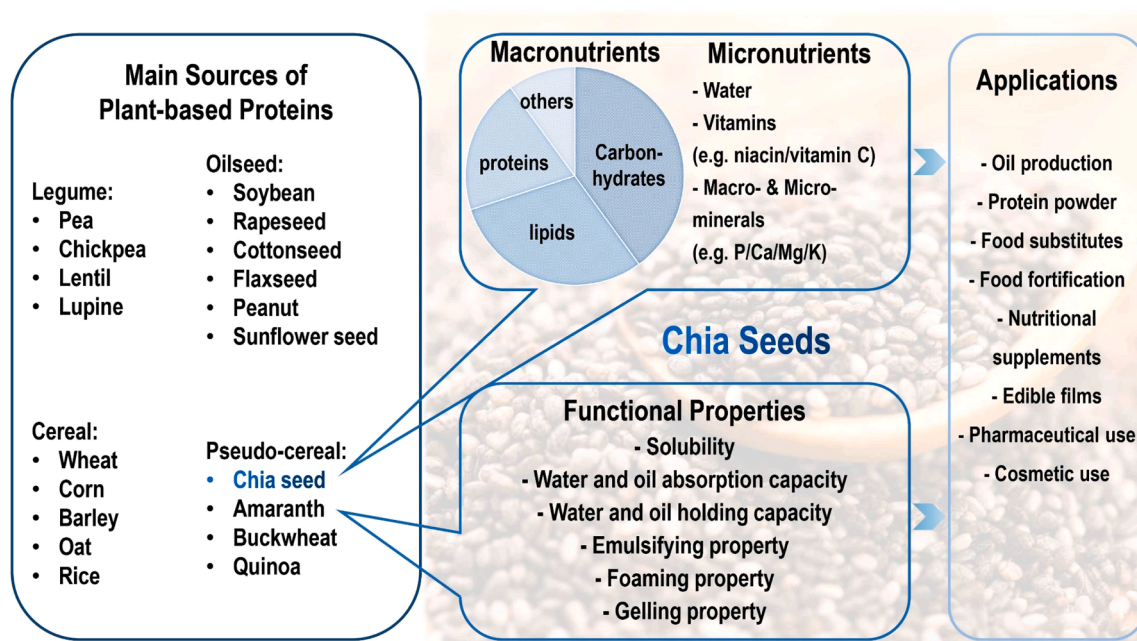 Main Sources of
Plant-based Proteins
Legume:
• Pea
• Chickpea
• Lentil
• Lupine
Oilseed:
• Soybean
• Rapeseed
• Cottonseed
• Flaxseed
• Peanut
• Sunflower seed
Cereal:
• Wheat
• Corn
• Barley
• Oat
• Rice
Pseudo-cereal:
• Chia seed
• Amaranth
• Buckwheat
• Quinoa
Macronutrients
others
proteins
Carbon-
hydrates
lipids
Micronutrients
- Water
- Vitamins
(e.g. niacin/vitamin C)
- Macro- & Micro-
minerals
(e.g. P/Ca/Mg/K)
Chia Seeds
Functional Properties
- Solubility
- Water and oil absorption capacity
- Water and oil holding capacity
- Emulsifying property
- Foaming property
- Gelling property
Applications
- Oil production
- Protein powder
- Food substitutes
- Food fortification
- Nutritional
supplements
- Edible films
- Pharmaceutical use
- Cosmetic use